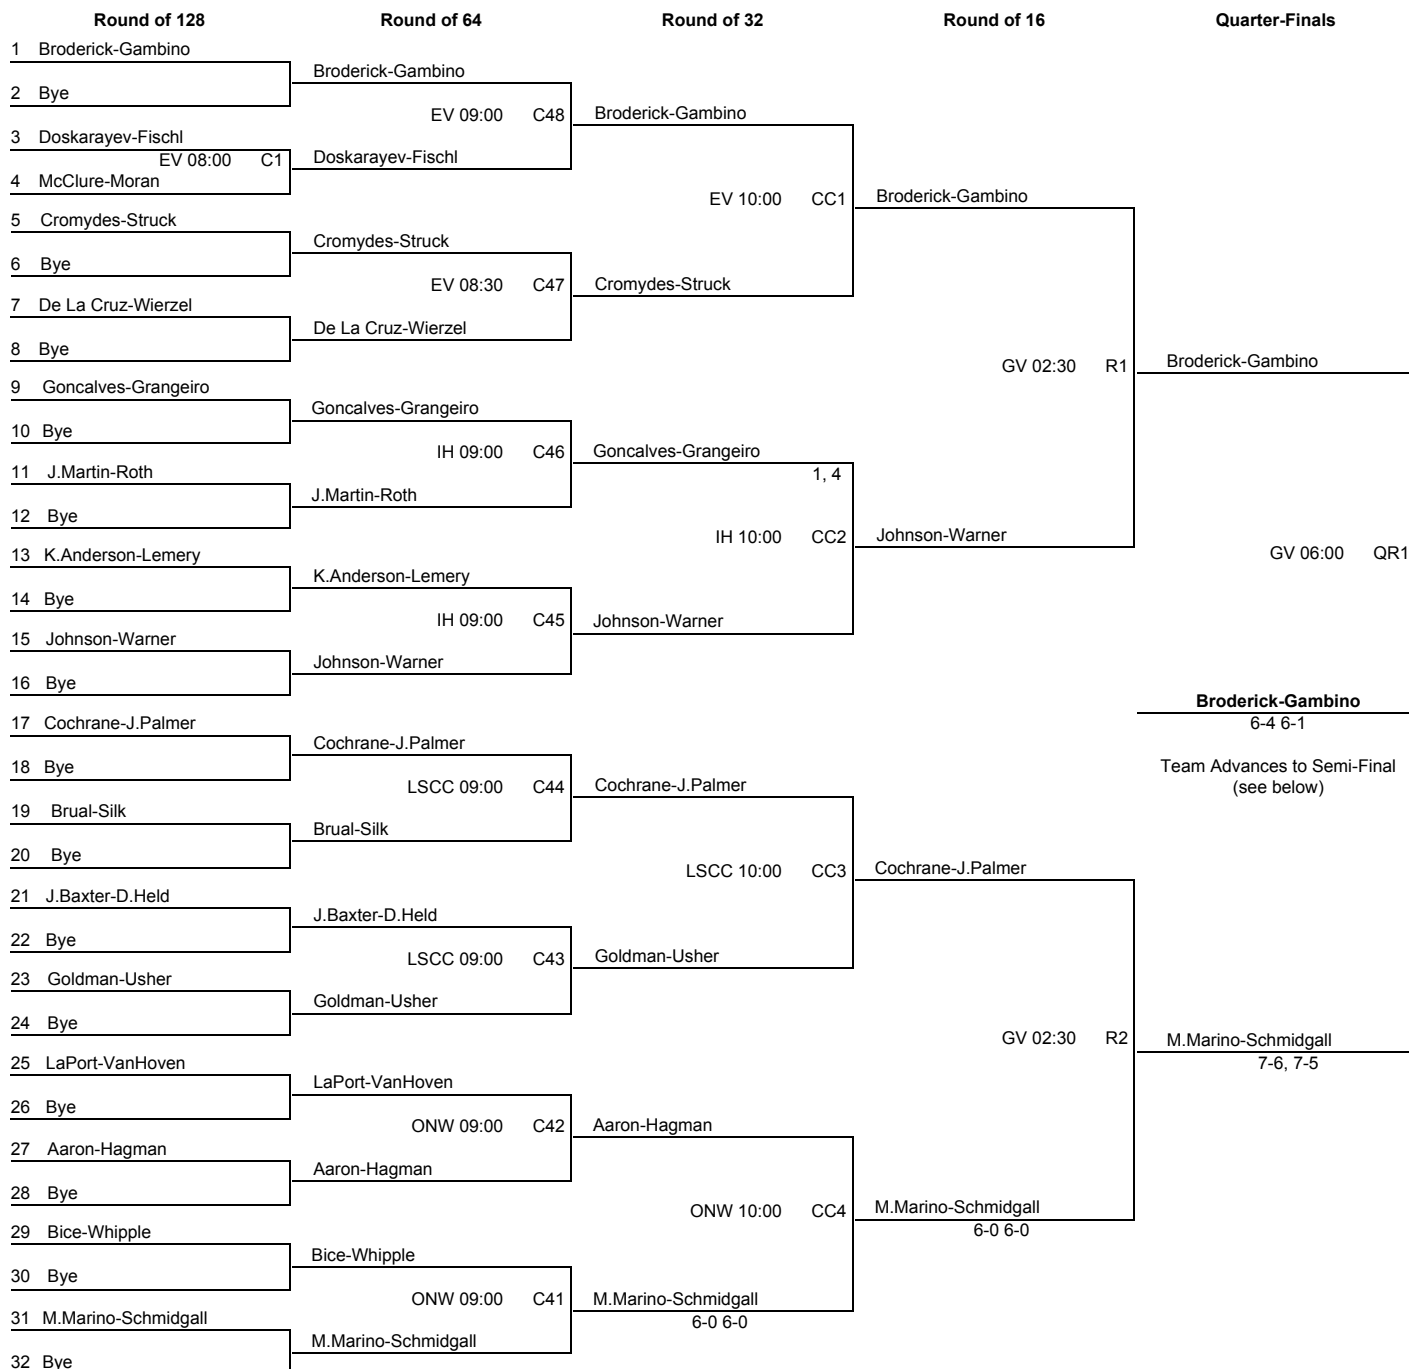 Round of 128 Round of 64 Round of 32 Round of 16 Quarter-Finals
1 Broderick-Gambino
Broderick-Gambino
2 Bye
EV 09:00 C48 Broderick-Gambino
3 Doskarayev-Fischl
EV 08:00 C1 Doskarayev-Fischl
4 McClure-Moran
EV 10:00 CC1 Broderick-Gambino
5 Cromydes-Struck
Cromydes-Struck
6 Bye
EV 08:30 C47 Cromydes-Struck
7 De La Cruz-Wierzel
De La Cruz-Wierzel
8 Bye
GV 02:30 R1 Broderick-Gambino
9 Goncalves-Grangeiro
Goncalves-Grangeiro
10 Bye
IH 09:00 C46 Goncalves-Grangeiro
11 J.Martin-Roth
1, 4
J.Martin-Roth
12 Bye
IH 10:00 CC2 Johnson-Warner
13 K.Anderson-Lemery
GV 06:00 QR1
K.Anderson-Lemery
14 Bye
IH 09:00 C45 Johnson-Warner
15 Johnson-Warner
Johnson-Warner
16 Bye
Broderick-Gambino
17 Cochrane-J.Palmer
6-4 6-1
Cochrane-J.Palmer
18 Bye
Team Advances to Semi-Final
LSCC 09:00 C44 Cochrane-J.Palmer
(see below)
19 Brual-Silk
Brual-Silk
20 Bye
LSCC 10:00 CC3 Cochrane-J.Palmer
21 J.Baxter-D.Held
J.Baxter-D.Held
22 Bye
LSCC 09:00 C43 Goldman-Usher
23 Goldman-Usher
Goldman-Usher
24 Bye
GV 02:30 R2 M.Marino-Schmidgall
25 LaPort-VanHoven
7-6, 7-5
LaPort-VanHoven
26 Bye
ONW 09:00 C42 Aaron-Hagman
27 Aaron-Hagman
Aaron-Hagman
28 Bye
ONW 10:00 CC4 M.Marino-Schmidgall
29 Bice-Whipple
6-0 6-0
Bice-Whipple
30 Bye
ONW 09:00 C41 M.Marino-Schmidgall
31 M.Marino-Schmidgall
6-0 6-0
M.Marino-Schmidgall
32 Bye